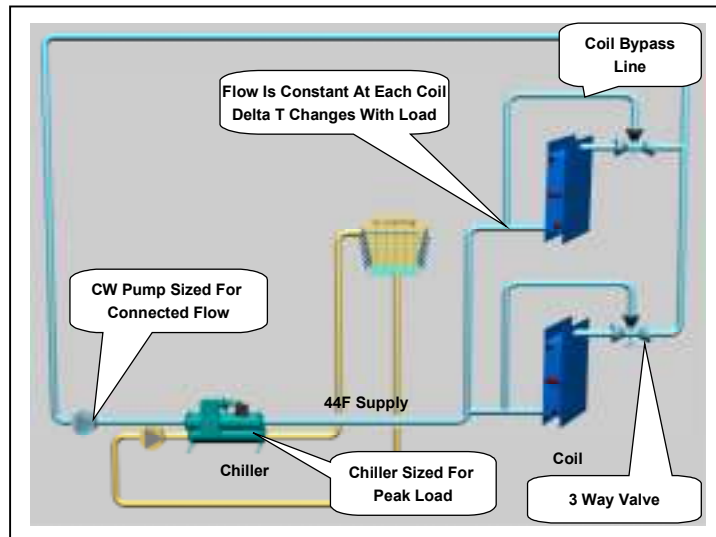 Coil Bypass
Line
Flow Is Constant At Each Coil
Delta T Changes With Load
CW Pump Sized For
Connected Flow
44F Supply
Chiller
Chiller Sized For
Peak Load
Coil
3 Way Valve